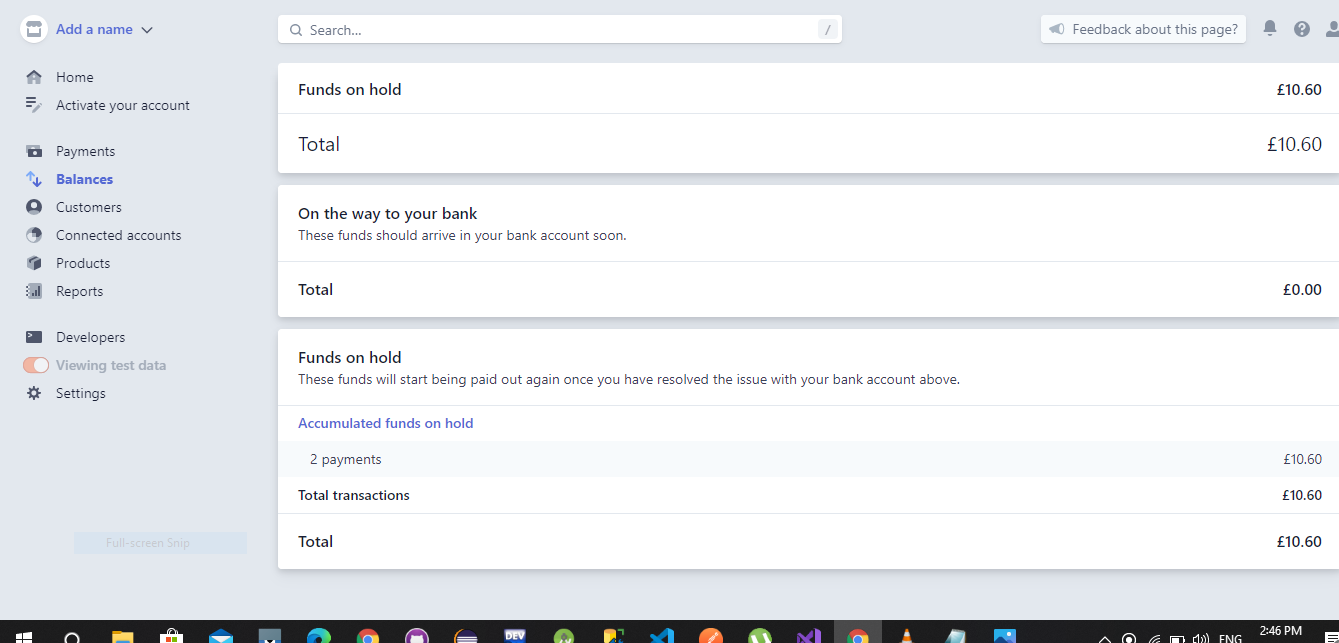 Add a name
Search...
/
Feedback about this page?
Home
Activate your account
Payments
Balances
Customers
Connected accounts
Products
Reports
Developers
Viewing test data
Settings
Full-screen Snip
Funds on hold £10.60
Total £10.60
On the way to your bank
These funds should arrive in your bank account soon.
Total £0.00
Funds on hold
These funds will start being paid out again once you have resolved the issue with your bank account above.
Accumulated funds on hold
2 payments £10.60
Total transactions £10.60
Total £10.60
DEV
ENG
2:46 PM